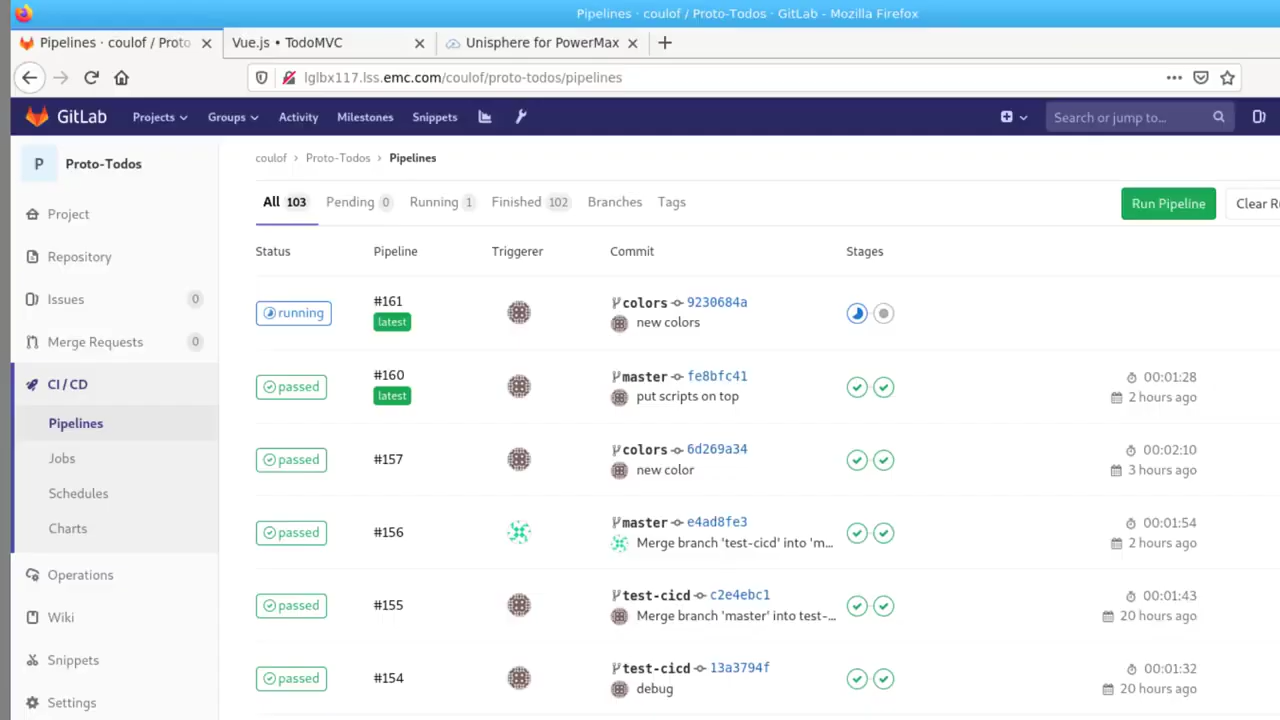 Pipelines · coulof / Proto-Todos · GitLab - Mozilla Firefox
Pipelines · coulof / Proto
Vue.js • TodoMVC
Unisphere for PowerMax
lglbx117.lss.emc.com/coulof/proto-todos/pipelines
GitLab Projects Groups Activity Milestones Snippets Search or jump to...
P Proto-Todos
coulof › Proto-Todos › Pipelines
Project
All 103 Pending 0 Running 1 Finished 102 Branches Tags
Run Pipeline
Repository
Status Pipeline Triggerer Commit Stages
Issues 0
running #161 latest colors 9230684a new colors
Merge Requests 0
CI / CD
passed #160 latest master fe8bfc41 put scripts on top 00:01:28 2 hours ago
Pipelines
Jobs
passed #157 colors 6d269a34 new color 00:02:10 3 hours ago
Schedules
Charts
passed #156 master e4ad8fe3 Merge branch 'test-cicd' into 'm... 00:01:54 2 hours ago
Operations
passed #155 test-cicd c2e4ebc1 Merge branch 'master' into test-... 00:01:43 20 hours ago
Wiki
Snippets
passed #154 test-cicd 13a3794f debug 00:01:32 20 hours ago
Settings